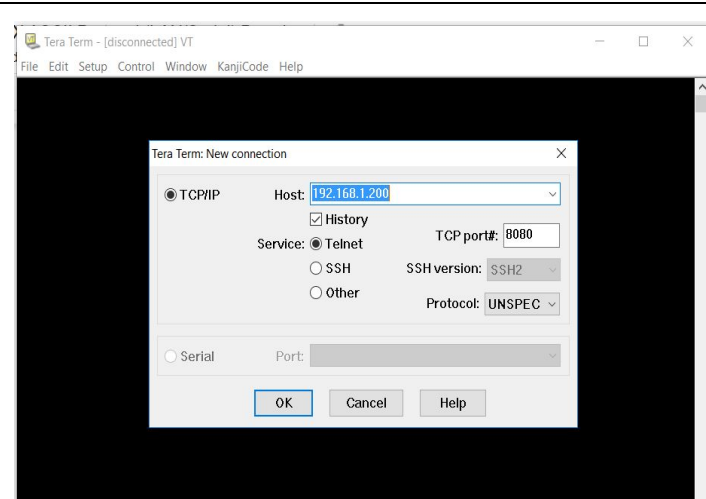 Tera Term - [disconnected] VT
File Edit Setup Control Window KanjiCode Help
Tera Term: New connection
TCP/IP Host: 192.168.1.200
History
Service: Telnet TCP port#: 8080
SSH SSH version: SSH2
Other Protocol: UNSPEC
Serial Port:
OK Cancel Help